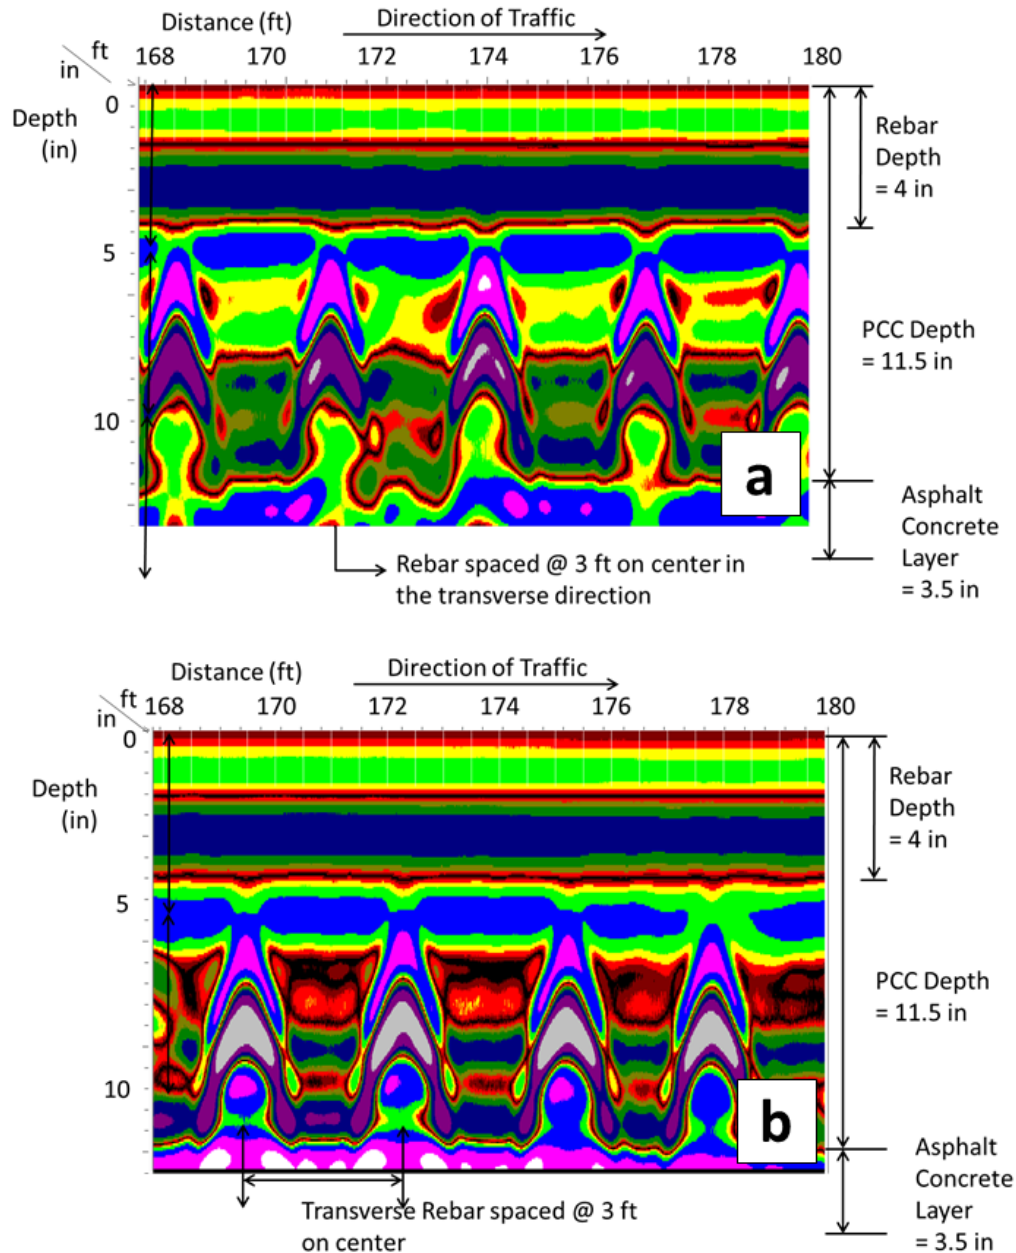 Distance (ft)
Direction of Traffic
ft
in
168 170 172 174 176 178 180
Depth
(in)
0
5
10
Rebar
Depth
= 4 in
PCC Depth
= 11.5 in
a
Asphalt
Concrete
Layer
= 3.5 in
Rebar spaced @ 3 ft on center in
the transverse direction
Distance (ft)
Direction of Traffic
ft
in
168 170 172 174 176 178 180
Depth
(in)
0
5
10
Rebar
Depth
= 4 in
PCC Depth
= 11.5 in
b
Asphalt
Concrete
Layer
= 3.5 in
Transverse Rebar spaced @ 3 ft
on center